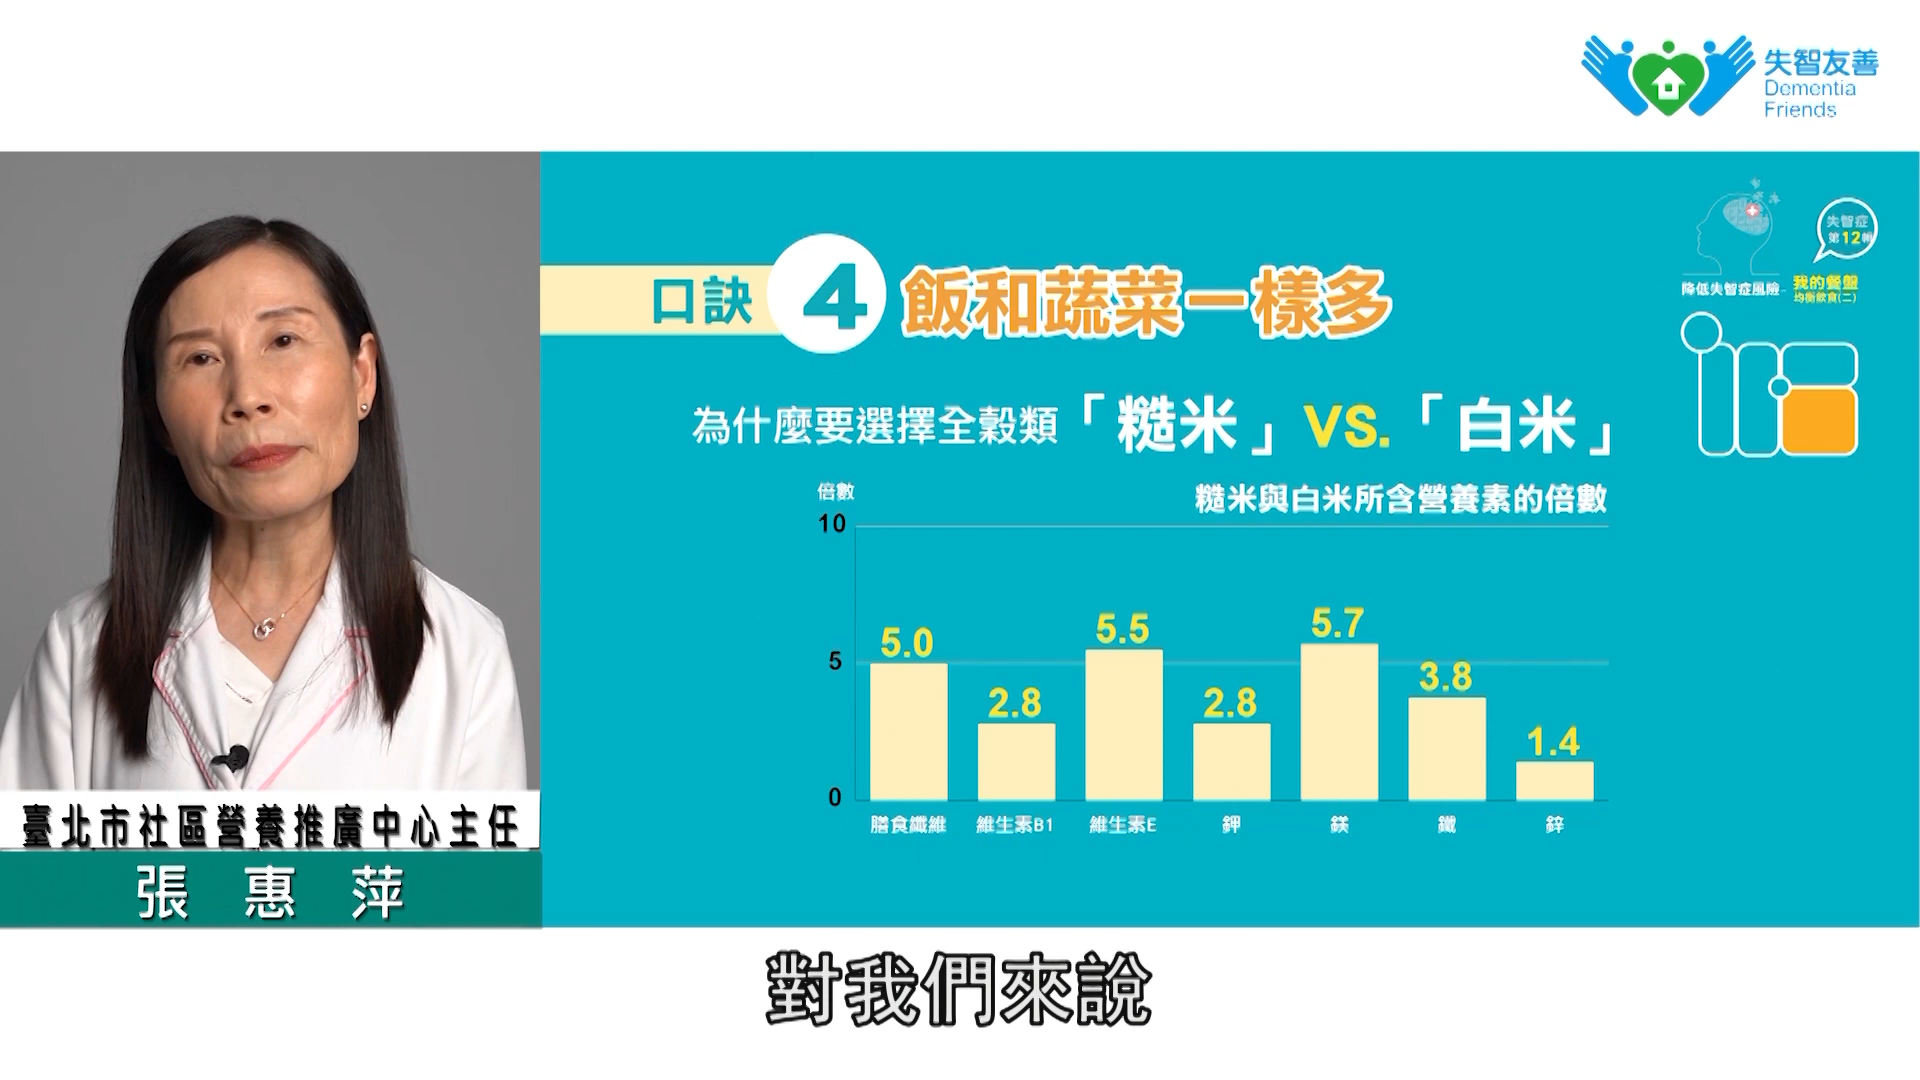 失智友善
Dementia
Friends
口訣 4 飯和蔬菜一樣多
失智症
第12輯
降低失智症風險
我的餐盤
均衡飲食(二)
為什麼要選擇全穀類「糙米」VS.「白米」
倍數
糙米與白米所含營養素的倍數
10
5
0
5.0
2.8
5.5
2.8
5.7
3.8
1.4
膳食纖維 維生素B1 維生素E 鉀 鎂 鐵 鋅
臺北市社區營養推廣中心主任
張惠萍
對我們來說